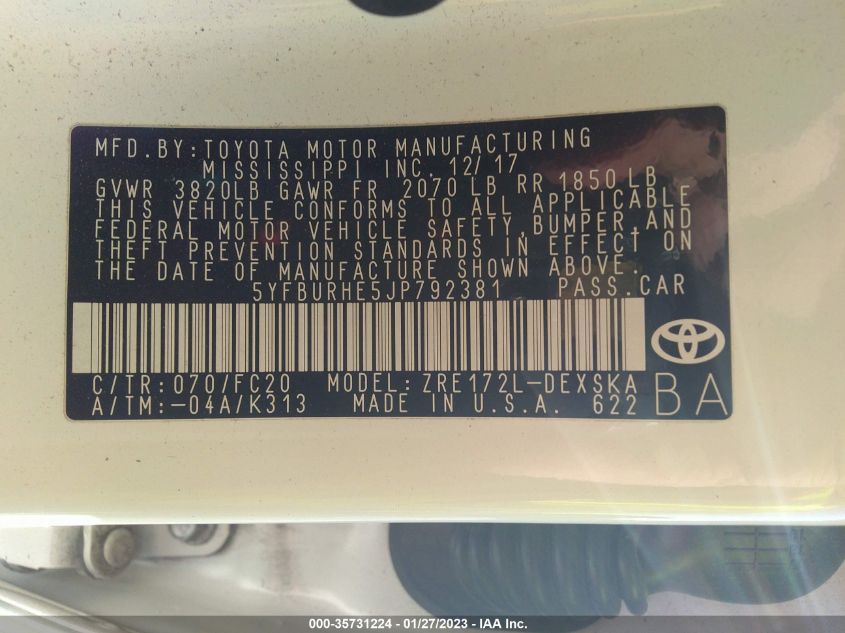 MFD.BY:TOYOTA MOTOR MANUFACTURING
MISSISSIPPI INC. 12/17
GVWR 3820LB GAWR FR 2070 LB RR 1850 LB
THIS VEHICLE CONFORMS TO ALL APPLICABLE
FEDERAL MOTOR VEHICLE SAFETY,BUMPER,AND
THEFT PREVENTION STANDARDS IN EFFECT ON
THE DATE OF MANUFACTURE SHOWN ABOVE.
5YFBURHE5JP792381 PASS.CAR
C/TR:070/FC20 MODEL:ZRE172L-DEXSKA
A/TM:-04A/K313 MADE IN U.S.A. 622
BA
000-35731224 - 01/27/2023 - IAA Inc.